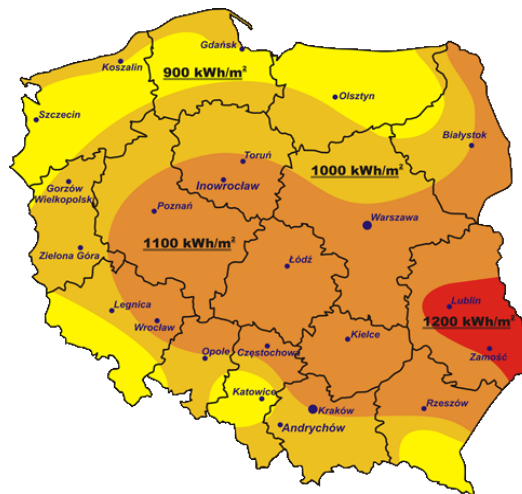 Gdańsk
Koszalin
900 kWh/m²
Olsztyn
Szczecin
Białystok
Toruń
1000 kWh/m²
Gorzów
Wielkopolski
Inowrocław
Poznań
Warszawa
1100 kWh/m²
Zielona Góra
Łódź
Legnica
Lublin
Wrocław
1200 kWh/m²
Kielce
Opole
Częstochowa
Zamość
Katowice
Kraków
Rzeszów
Andrychów